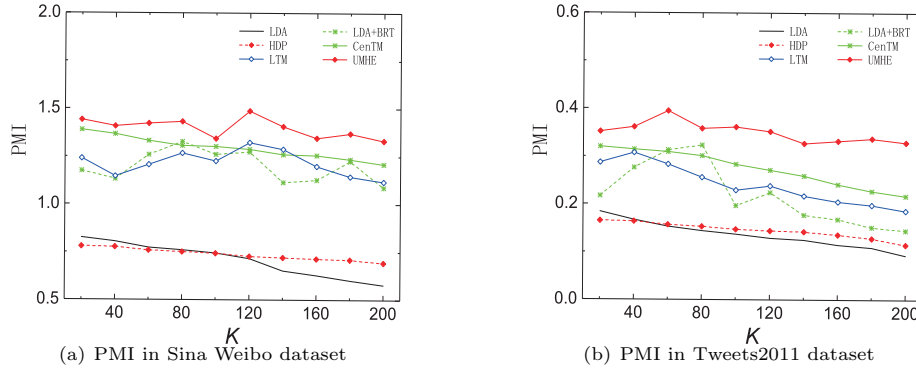 2.0
1.5
1.0
0.5
PMI
LDA
HDP
LTM
LDA+BRT
CenTM
UMHE
40 80 120 160 200
K
(a) PMI in Sina Weibo dataset
0.6
0.4
0.2
0.0
PMI
LDA
HDP
LTM
LDA+BRT
CenTM
UMHE
40 80 120 160 200
K
(b) PMI in Tweets2011 dataset